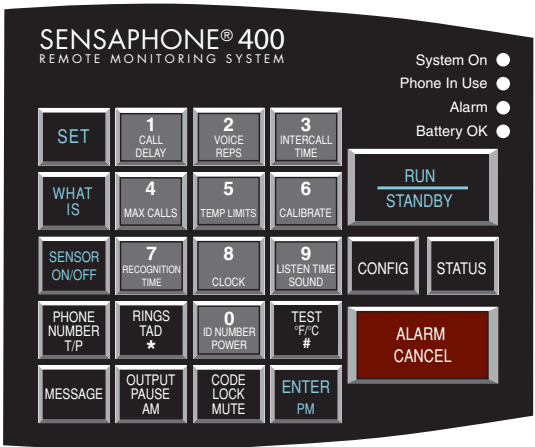 SENSAPHONE® 400
REMOTE MONITORING SYSTEM
System On
Phone In Use
Alarm
Battery OK
SET
1
CALL
DELAY
2
VOICE
REPS
3
INTERCALL
TIME
RUN
STANDBY
WHAT
IS
4
MAX CALLS
5
TEMP LIMITS
6
CALIBRATE
SENSOR
ON/OFF
7
RECOGNITION
TIME
8
CLOCK
9
LISTEN TIME
SOUND
CONFIG
STATUS
PHONE
NUMBER
T/P
RINGS
TAD
*
0
ID NUMBER
POWER
TEST
°F/°C
#
ALARM
CANCEL
MESSAGE
OUTPUT
PAUSE
AM
CODE
LOCK
MUTE
ENTER
PM